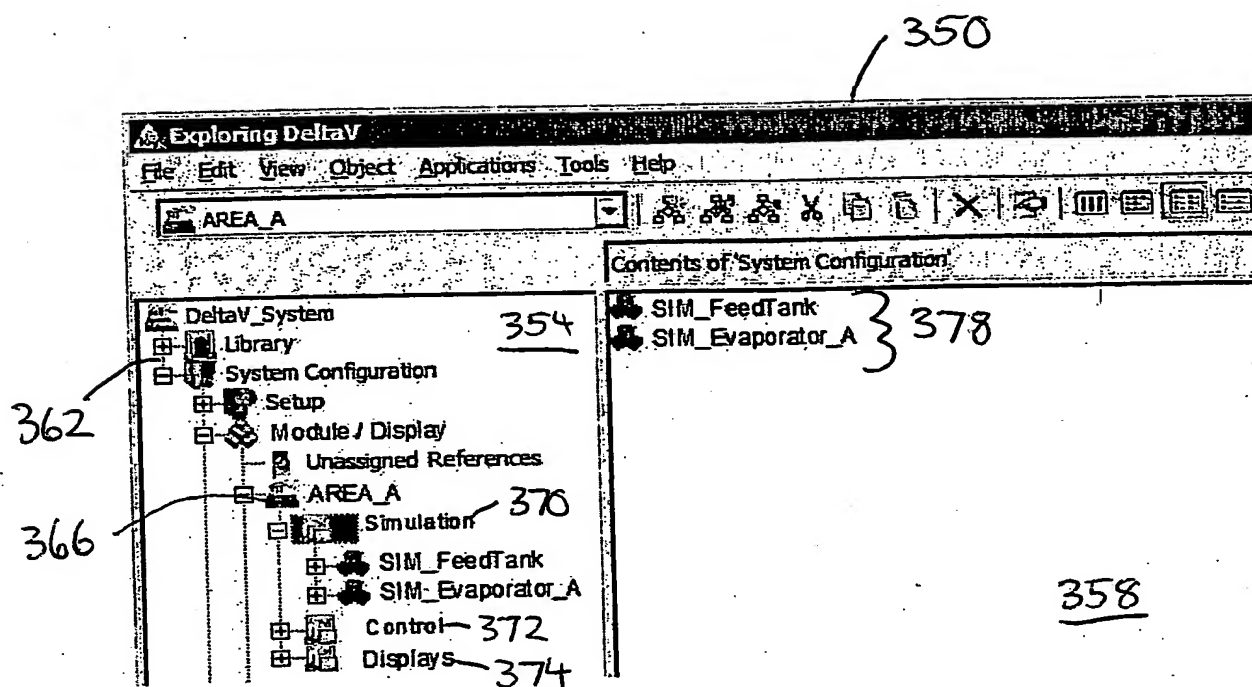 350
Exploring DeltaV
File Edit View Object Applications Tools Help
AREA_A
Contents of 'System Configuration'
DeltaV_System
354
Library
System Configuration
Setup
Module / Display
Unassigned References
AREA_A
Simulation 370
SIM_FeedTank
SIM_Evaporator_A
Control 372
Displays 374
362
366
SIM_FeedTank
SIM_Evaporator_A
378
358